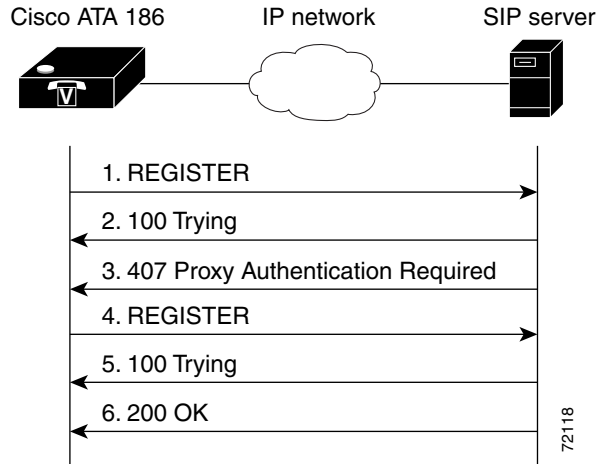 Cisco ATA 186
IP network
SIP server
V
1. REGISTER
2. 100 Trying
3. 407 Proxy Authentication Required
4. REGISTER
5. 100 Trying
6. 200 OK
72118